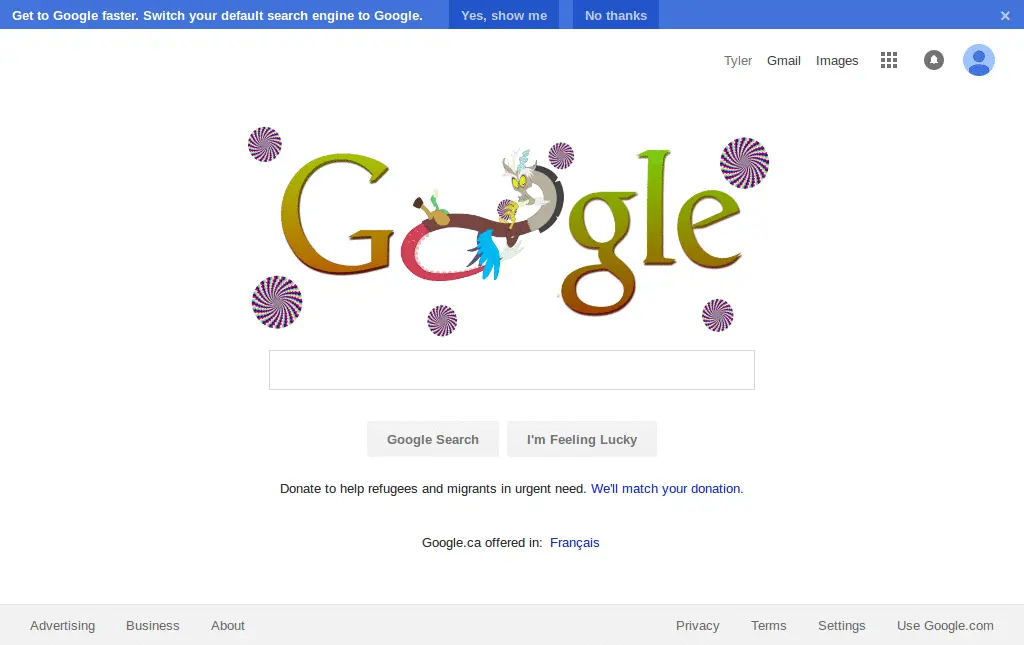 Get to Google faster. Switch your default search engine to Google. Yes, show me No thanks ×
Tyler Gmail Images
Google
Google Search I'm Feeling Lucky
Donate to help refugees and migrants in urgent need. We'll match your donation.
Google.ca offered in: Français
Advertising Business About Privacy Terms Settings Use Google.com